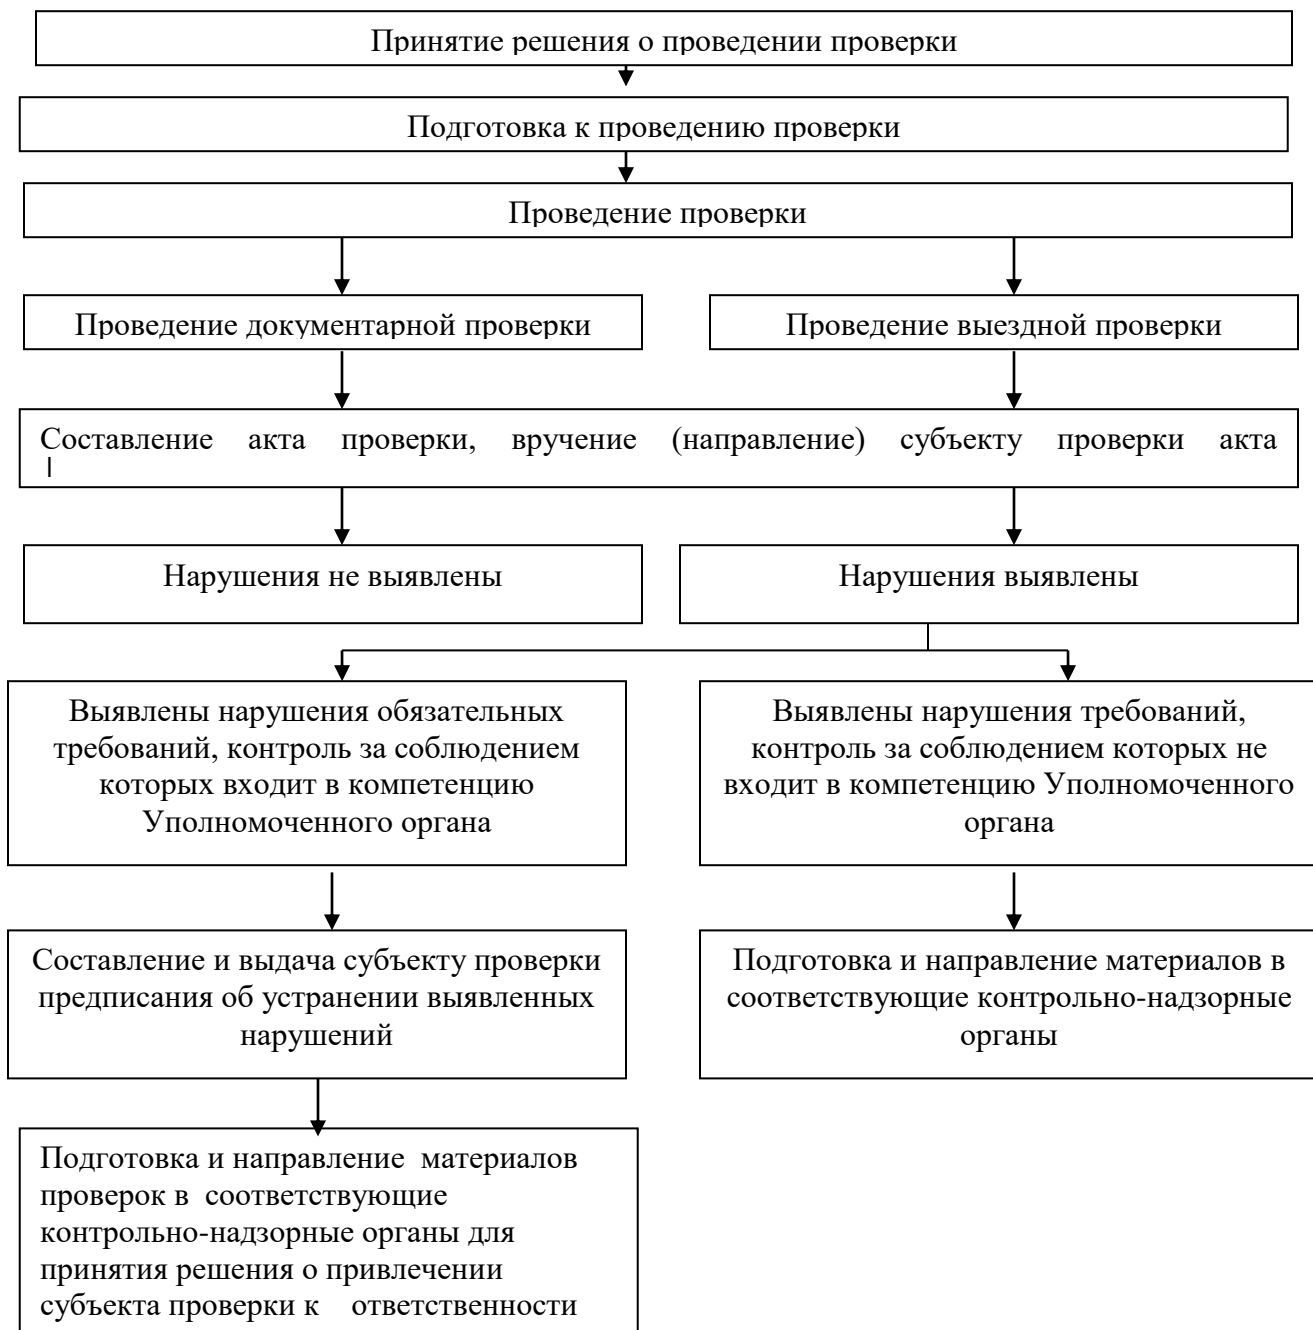 Принятие решения о проведении проверки
Подготовка к проведению проверки
Проведение проверки
Проведение документарной проверки
Проведение выездной проверки
Составление акта проверки, вручение (направление) субъекту проверки акта
Нарушения не выявлены
Нарушения выявлены
Выявлены нарушения обязательных
требований, контроль за соблюдением
которых входит в компетенцию
Уполномоченного органа
Выявлены нарушения требований,
контроль за соблюдением которых не
входит в компетенцию Уполномоченного
органа
Составление и выдача субъекту проверки
предписания об устранении выявленных
нарушений
Подготовка и направление материалов в
соответствующие контрольно-надзорные
органы
Подготовка и направление материалов
проверок в соответствующие
контрольно-надзорные органы для
принятия решения о привлечении
субъекта проверки к ответственности